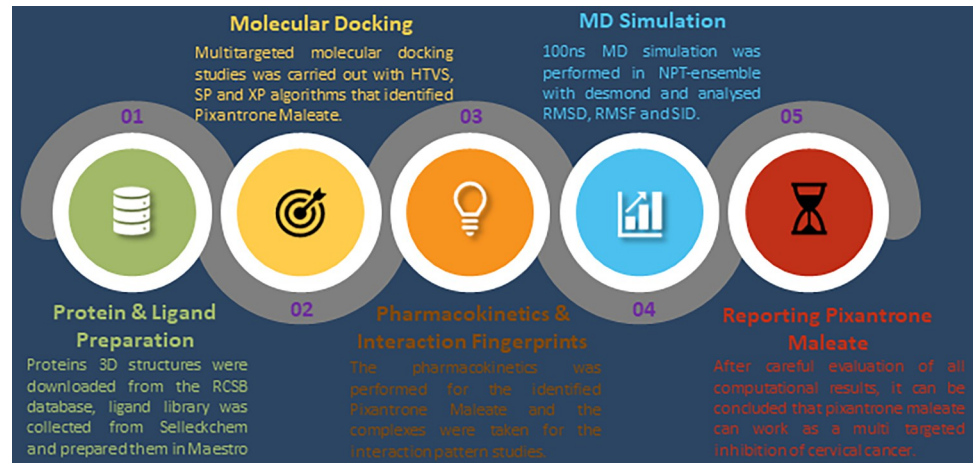 01
Protein & Ligand
Preparation
Proteins 3D structures were
downloaded from the RCSB
database, ligand library was
collected from Selleckchem
and prepared them in Maestro
Molecular Docking
Multitargeted molecular docking
studies was carried out with HTVS,
SP and XP algorithms that identified
Pixantrone Maleate.
02
03
Pharmacokinetics &
Interaction Fingerprints
The pharmacokinetics was
performed for the identified
Pixantrone Maleate and the
complexes were taken for the
interaction pattern studies.
MD Simulation
100ns MD simulation was
performed in NPT-ensemble
with desmond and analysed
RMSD, RMSF and SID.
04
05
Reporting Pixantrone
Maleate
After careful evaluation of all
computational results, it can be
concluded that pixantrone maleate
can work as a multi targeted
inhibition of cervical cancer.